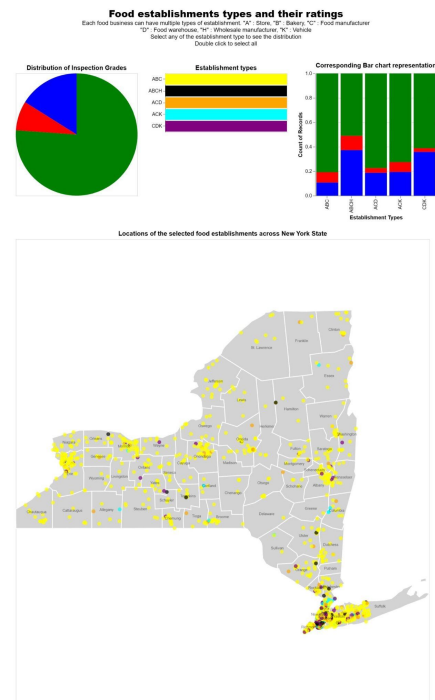 Food establishments types and their ratings
Each food business can have multiple types of establishment. "A" : Store, "B" : Bakery, "C" : Food manufacturer
"D" : Food warehouse, "H" : Wholesale manufacturer, "K" : Vehicle
Select any of the establishment type to see the distribution
Double click to select all
Distribution of Inspection Grades
Establishment types
ABC
ABCH
ACD
ACK
CDK
Corresponding Bar chart representation
1.0
0.8
0.6
0.4
0.2
0.0
Count of Records
ABC
ABCH
ACD
ACK
CDK
Establishment Types
Locations of the selected food establishments across New York State
Clinton
Franklin
St. Lawrence
Essex
Jefferson
Lewis
Hamilton
Warren
Washington
Oswego
Herkimer
Oneida
Fulton
Saratoga
Orleans
Niagara
Monroe
Wayne
Genesee
Ontario
Cayuga
Madison
Montgomery
Wyoming
Livingston
Yates
Otsego
Schoharie
Albany
Rensselaer
Cortland
Chenango
Schuyler
Chautauqua
Cattaraugus
Allegany
Steuben
Chemung
Tioga
Broome
Delaware
Greene
Columbia
Ulster
Dutchess
Sullivan
Orange
Putnam
Suffolk